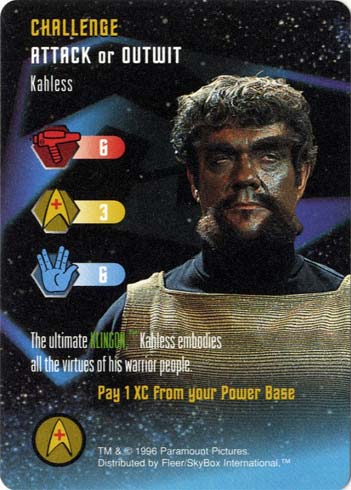 CHALLENGE
ATTACK or OUTWIT
Kahless
6
3
6
The ultimate KLINGON™ Kahless embodies
all the virtues of his warrior people.
Pay 1 XC From your Power Base
TM & © 1996 Paramount Pictures.
Distributed by Fleer/SkyBox International.™